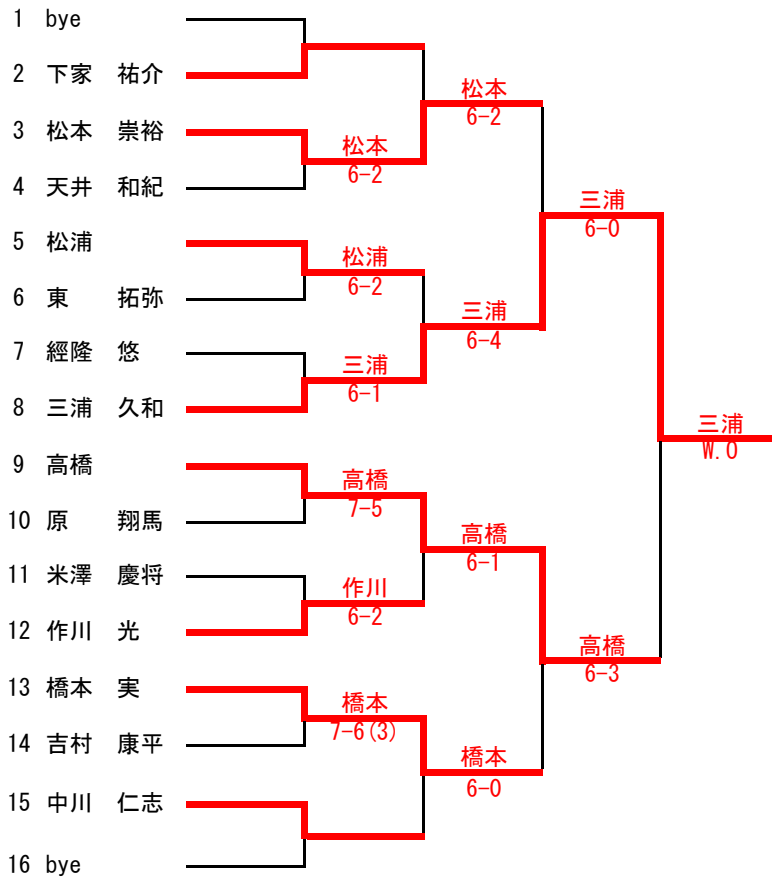 1 bye
2 下家 祐介
3 松本 崇裕
4 天井 和紀
5 松浦
6 東 拓弥
7 經隆 悠
8 三浦 久和
9 高橋
10 原 翔馬
11 米澤 慶将
12 作川 光
13 橋本 実
14 吉村 康平
15 中川 仁志
16 bye
松本
6-2
松浦
6-2
三浦
6-1
高橋
7-5
作川
6-2
橋本
7-6(3)
松本
6-2
三浦
6-4
高橋
6-1
橋本
6-0
三浦
6-0
高橋
6-3
三浦
W.O